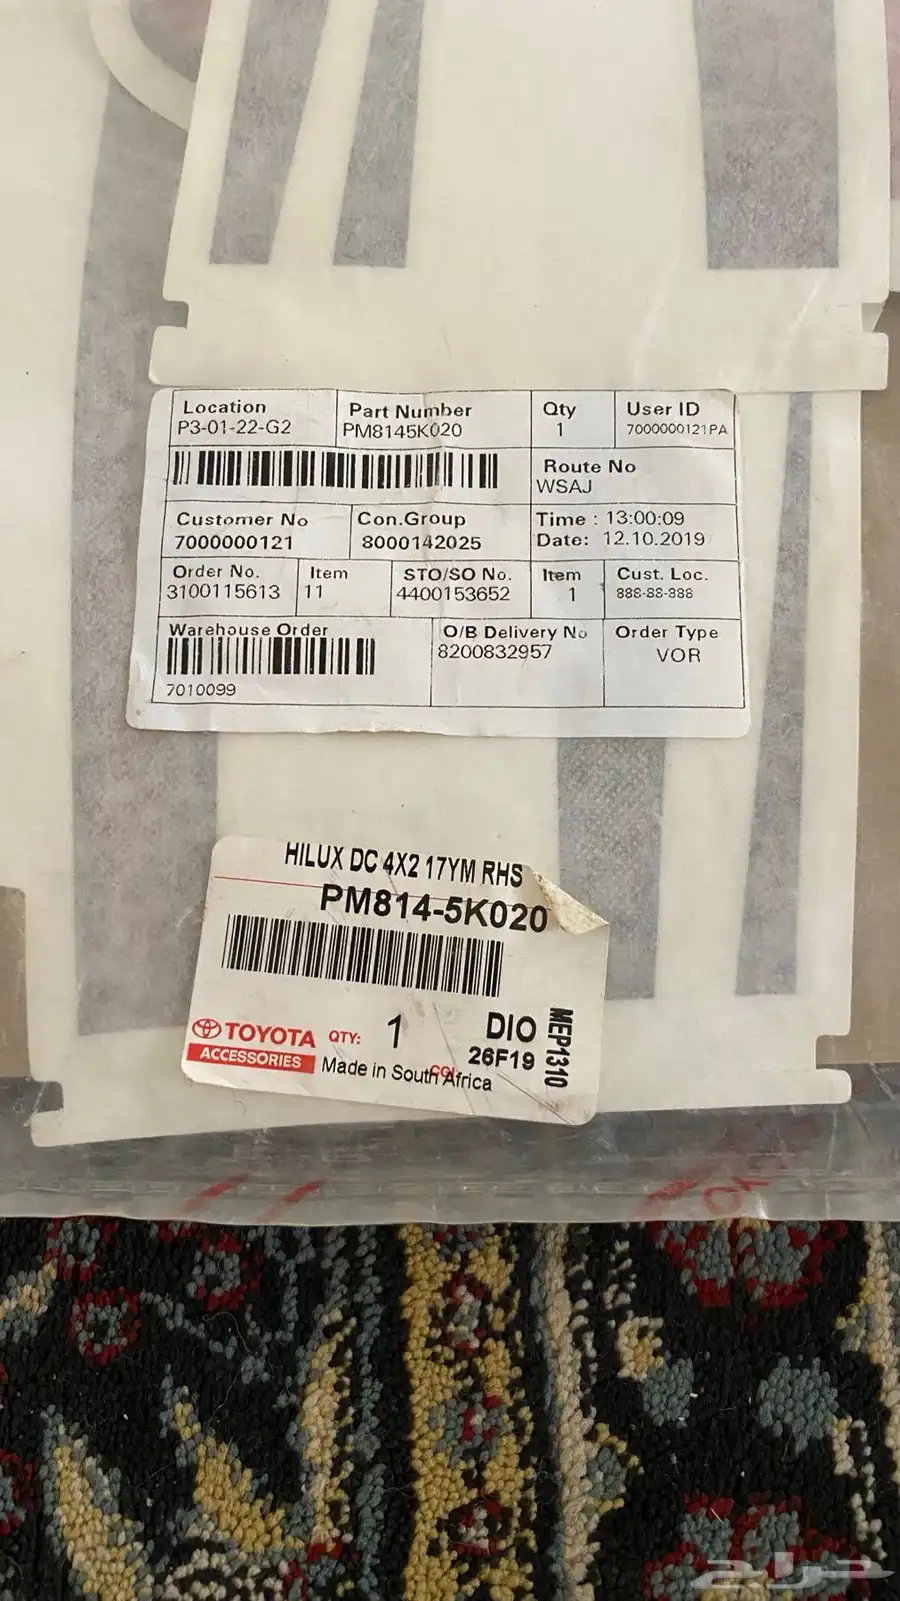 Location
P3-01-22-G2
Part Number
PM8145K020
Qty
1
User ID
7000000121PA
Route No
WSAJ
Customer No
7000000121
Con.Group
8000142025
Time : 13:00:09
Date: 12.10.2019
Order No.
3100115613
Item
11
STO/SO No.
4400153652
Item
1
Cust. Loc.
888-88-888
Warehouse Order
7010099
O/B Delivery No
8200832957
Order Type
VOR
HILUX DC 4X2 17YM RHS
PM814-5K020
TOYOTA
ACCESSORIES
QTY: 1
DIO
26F19
MEP1310
Made in South Africa
حراج